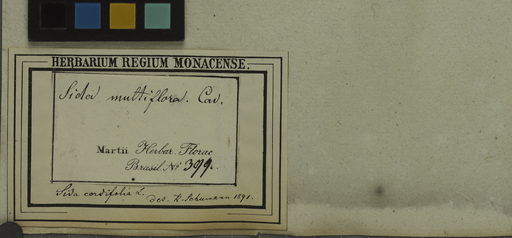 HERBARIUM REGIUM MONACENSE.
Sida multiflora. Cav.
Martii Herbar. Florae
Brasil. No 399.
Sida cordifolia L.
det. K. Schumann 1891.